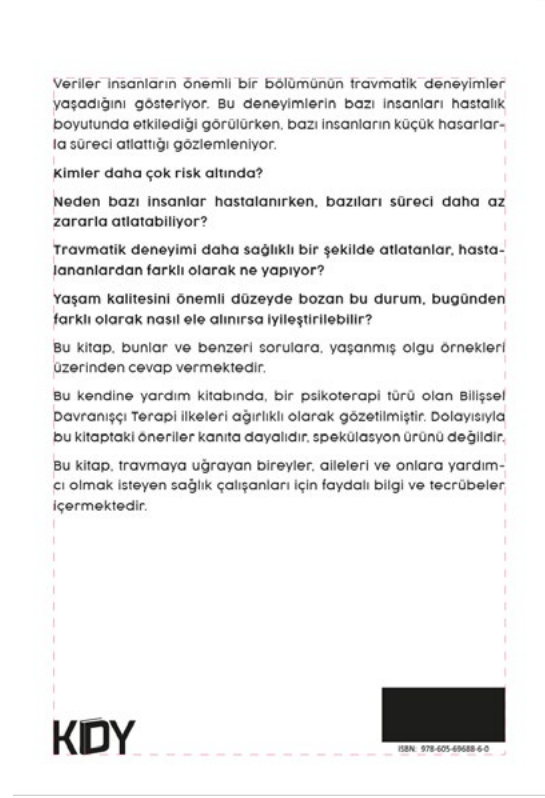 Veriler insanların önemli bir bölümünün travmatik deneyimler
yaşadığını gösteriyor. Bu deneyimlerin bazı insanları hastalık
boyutunda etkilediği görülürken, bazı insanların küçük hasarlar-
la süreci atlattığı gözlemleniyor.
Kimler daha çok risk altında?
Neden bazı insanlar hastalanırken, bazıları süreci daha az
zararla atlatabiliyor?
Travmatik deneyimi daha sağlıklı bir şekilde atlatanlar, hasta-
lananlardan farklı olarak ne yapıyor?
Yaşam kalitesini önemli düzeyde bozan bu durum, bugünden
farklı olarak nasıl ele alınırsa iyileştirilebilir?
Bu kitap, bunlar ve benzeri sorulara, yaşanmış olgu örnekleri
üzerinden cevap vermektedir.
Bu kendine yardım kitabında, bir psikoterapi türü olan Bilişsel
Davranışçı Terapi ilkeleri ağırlıklı olarak gözetilmiştir. Dolayısıyla
bu kitaptaki öneriler kanıta dayalıdır, spekülasyon ürünü değildir.
Bu kitap, travmaya uğrayan bireyler, aileleri ve onlara yardım-
cı olmak isteyen sağlık çalışanları için faydalı bilgi ve tecrübeler
içermektedir.
KDY
ISBN: 978-605-69688-6-0